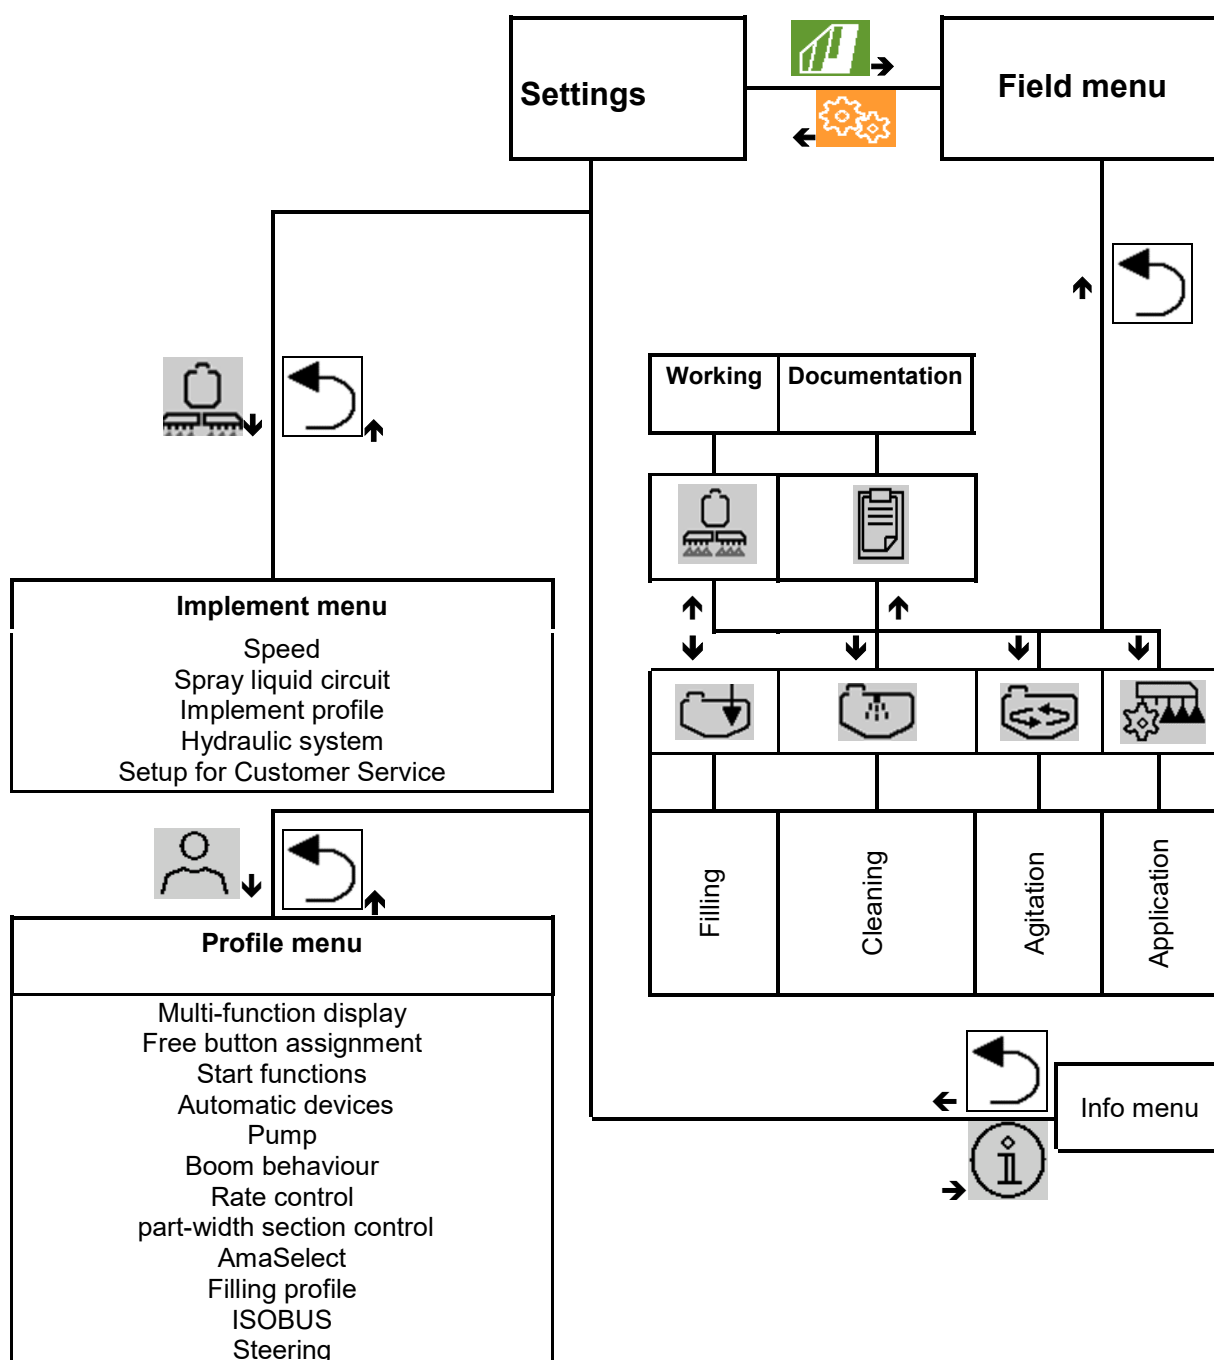 Settings
Field menu
Working
Documentation
Implement menu
Speed
Spray liquid circuit
Implement profile
Hydraulic system
Setup for Customer Service
Filling
Cleaning
Agitation
Application
Profile menu
Multi-function display
Free button assignment
Start functions
Automatic devices
Pump
Boom behaviour
Rate control
part-width section control
AmaSelect
Filling profile
ISOBUS
Steering
Info menu